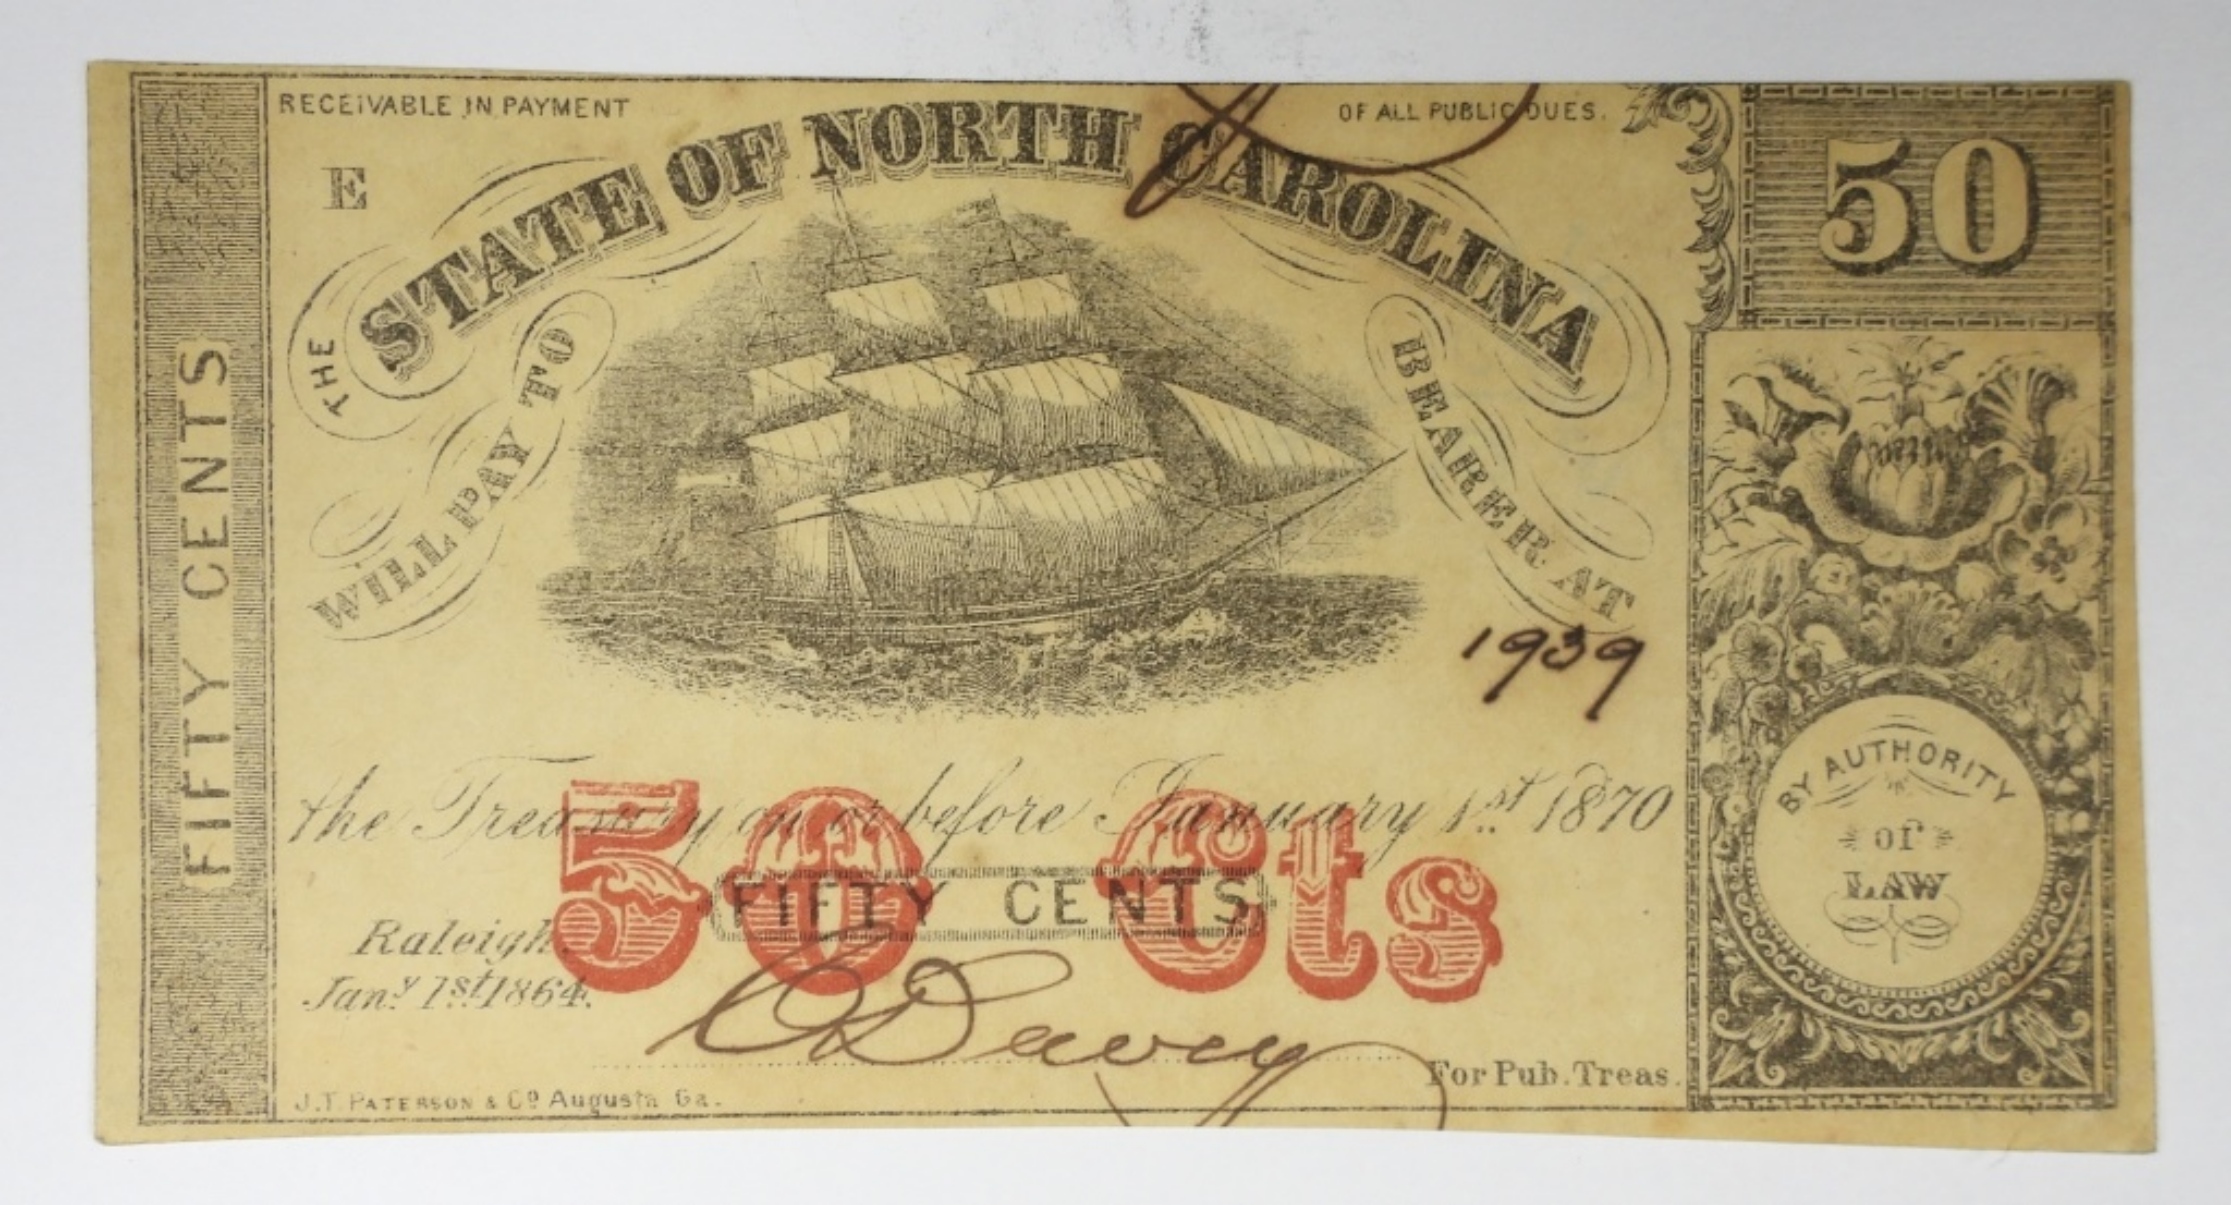 RECEIVABLE IN PAYMENT OF ALL PUBLIC DUES.
E
50
THE STATE OF NORTH CAROLINA
WILL PAY TO BEARER AT
1939
the Treasury on or before January 1st 1870
50 Cts
FIFTY CENTS
Raleigh.
Jany 1st 1864.
For Pub. Treas.
J.T. PATERSON & Co Augusta Ga.
FIFTY CENTS
BY AUTHORITY
of
LAW